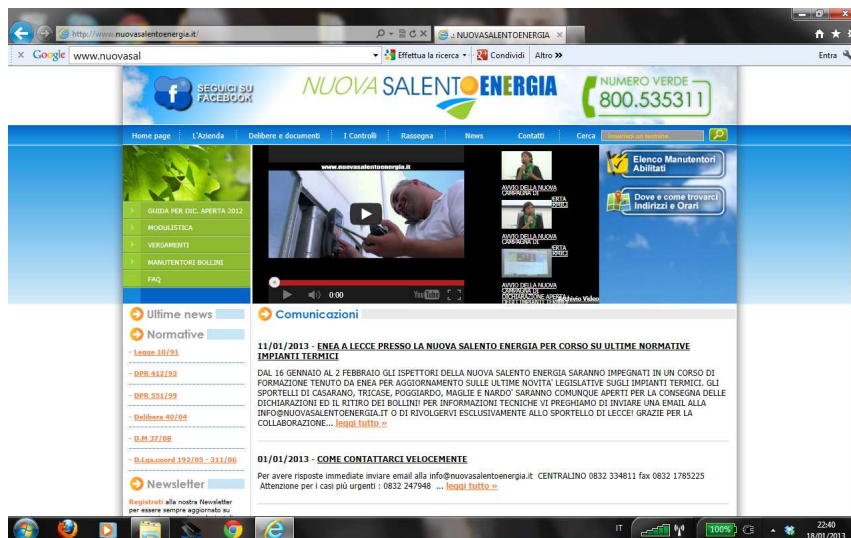 http://www.nuovasalentoenergia.it/
.: NUOVASALENTOENERGIA
x Google www.nuovasal
Effettua la ricerca
Condividi
Altro »
Entra
SEGUICI SU
FACEBOOK
NUOVA SALENTOENERGIA
NUMERO VERDE
800.535311
Home page
L'Azienda
Delibere e documenti
I Controlli
Rassegna
News
Contatti
Cerca
GUIDA PER DIC. APERTA 2012
MODULISTICA
VERSAMENTI
MANUTENTORI BOLLINI
FAQ
www.nuovasalentoenergia.it
0:00
YouTube
AVVIO DELLA NUOVA
CAMPAGNA DI
AVVIO DELLA NUOVA
CAMPAGNA DI
AVVIO DELLA NUOVA
CAMPAGNA DI
DICHIARAZIONE APERTA
Archivio Video
Elenco Manutentori
Abilitati
Dove e come trovarci
Indirizzi e Orari
Ultime news
Normative
- Legge 10/91
- DPR 412/93
- DPR 551/99
- Delibera 40/04
- D.M 37/08
- D.Lgs.coord 192/05 - 311/06
Newsletter
Registrati alla nostra Newsletter
per essere sempre aggiornato su
Comunicazioni
11/01/2013 - ENEA A LECCE PRESSO LA NUOVA SALENTO ENERGIA PER CORSO SU ULTIME NORMATIVE
IMPIANTI TERMICI
DAL 16 GENNAIO AL 2 FEBBRAIO GLI ISPETTORI DELLA NUOVA SALENTO ENERGIA SARANNO IMPEGNATI IN UN CORSO DI
FORMAZIONE TENUTO DA ENEA PER AGGIORNAMENTO SULLE ULTIME NOVITA' LEGISLATIVE SUGLI IMPIANTI TERMICI. GLI
SPORTELLI DI CASARANO, TRICASE, POGGIARDO, MAGLIE E NARDO' SARANNO COMUNQUE APERTI PER LA CONSEGNA DELLE
DICHIARAZIONI ED IL RITIRO DEI BOLLINI! PER INFORMAZIONI TECNICHE VI PREGHIAMO DI INVIARE UNA EMAIL ALLA
INFO@NUOVASALENTOENERGIA.IT O DI RIVOLGERVI ESCLUSIVAMENTE ALLO SPORTELLO DI LECCE! GRAZIE PER LA
COLLABORAZIONE... leggi tutto »
01/01/2013 - COME CONTATTARCI VELOCEMENTE
Per avere risposte immediate inviare email alla info@nuovasalentoenergia.it CENTRALINO 0832 334811 fax 0832 1785225
Attenzione per i casi più urgenti : 0832 247948 ... leggi tutto »
IT
100%
22:40
18/01/2013